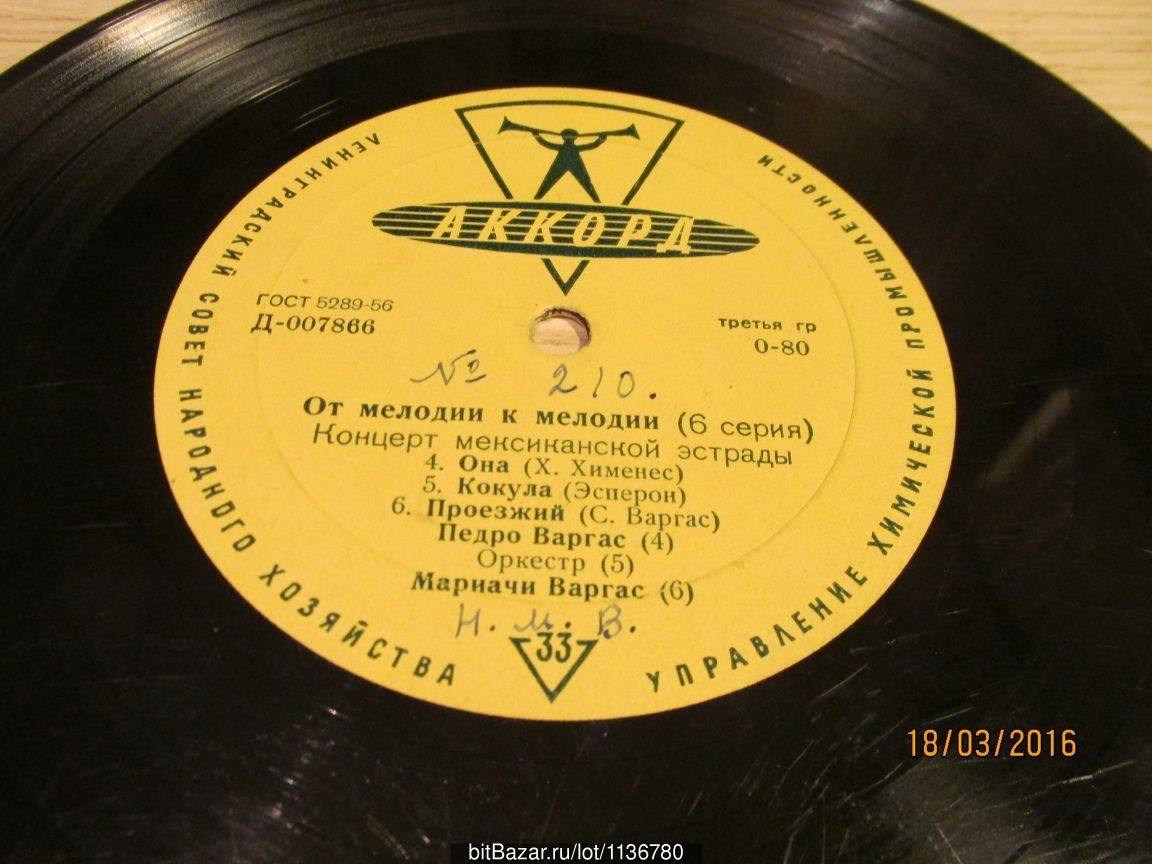 АККОРД
ЛЕНИНГРАДСКИЙ СОВЕТ НАРОДНОГО ХОЗЯЙСТВА
УПРАВЛЕНИЕ ХИМИЧЕСКОЙ ПРОМЫШЛЕННОСТИ
ГОСТ 5289-56
Д-007866
третья гр
0-80
№ 210.
От мелодии к мелодии (6 серия)
Концерт мексиканской эстрады
4. Она (Х. Хименес)
5. Кокула (Эсперон)
6. Проезжий (С. Варгас)
Педро Варгас (4)
Оркестр (5)
Мариачи Варгас (6)
Н. М. В.
33
18/03/2016
bitBazar.ru/lot/1136780